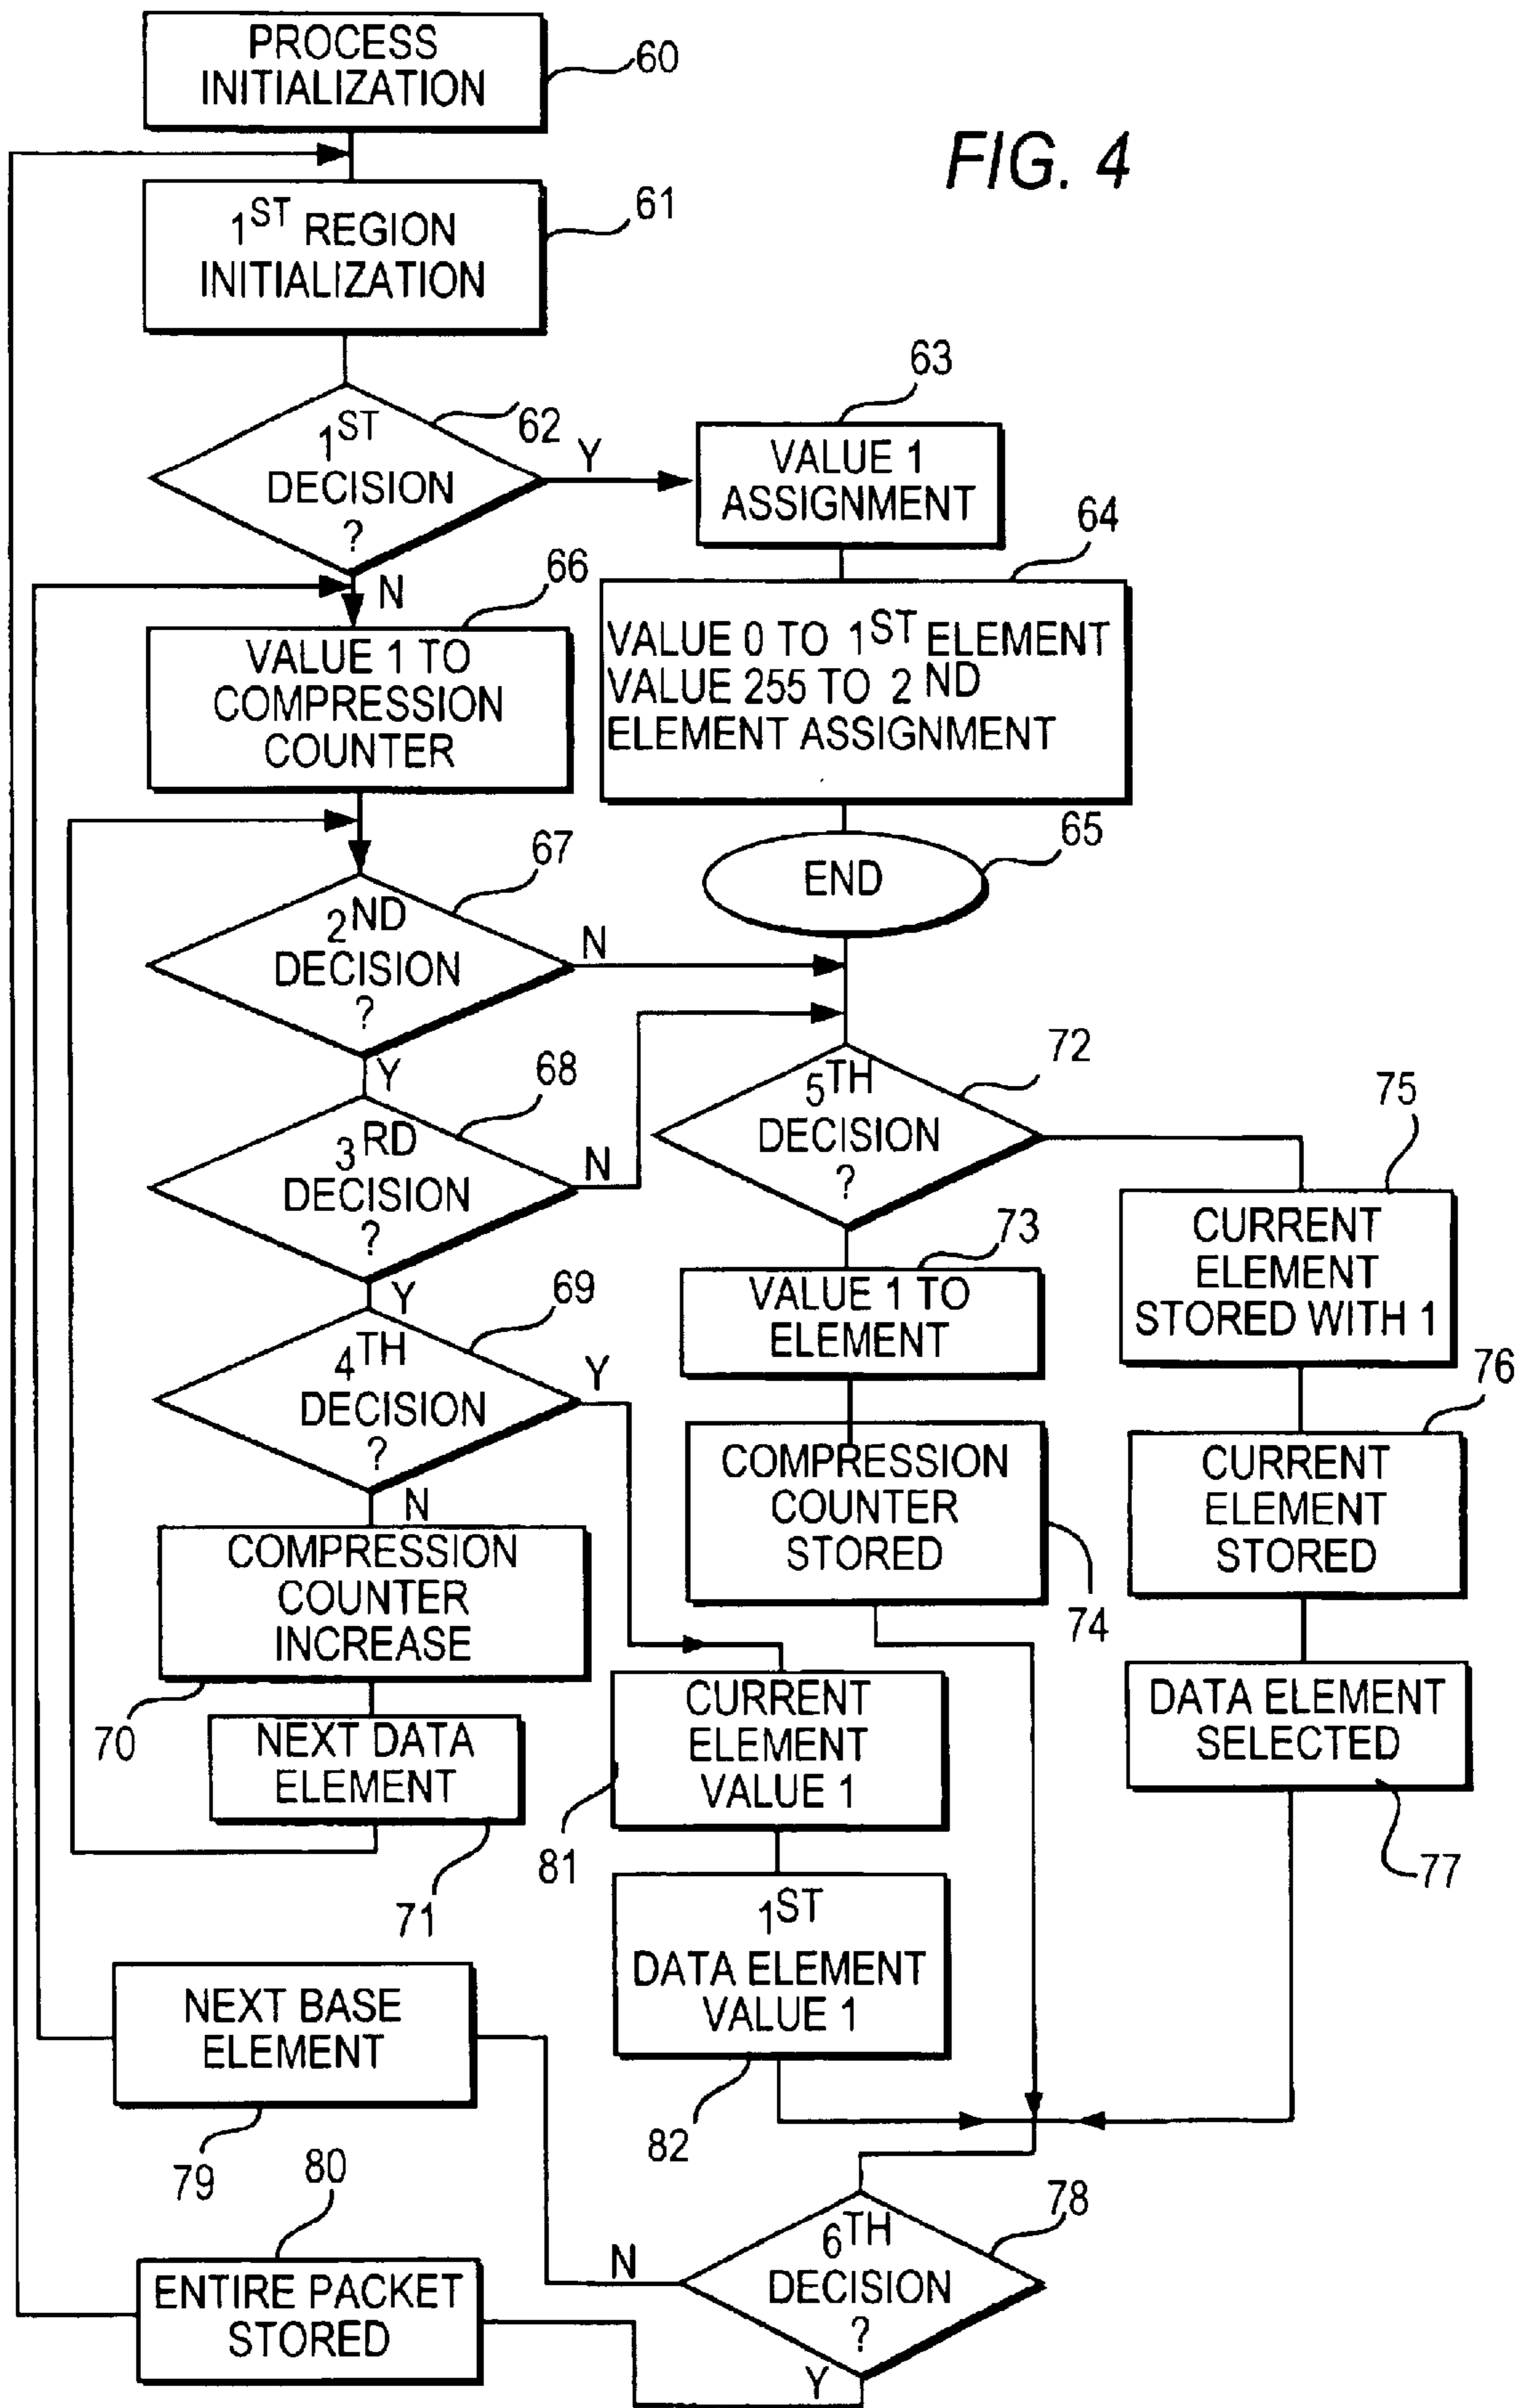 PROCESS
INITIALIZATION
60
FIG. 4
1ST REGION
INITIALIZATION
61
1ST
DECISION
?
62
Y
N
63
VALUE 1
ASSIGNMENT
64
VALUE 0 TO 1ST ELEMENT
VALUE 255 TO 2ND
ELEMENT ASSIGNMENT
66
VALUE 1 TO
COMPRESSION
COUNTER
65
END
67
2ND
DECISION
?
N
Y
68
3RD
DECISION
?
N
Y
72
5TH
DECISION
?
75
CURRENT
ELEMENT
STORED WITH 1
73
VALUE 1 TO
ELEMENT
69
4TH
DECISION
?
Y
N
76
CURRENT
ELEMENT
STORED
COMPRESSION
COUNTER
STORED
74
COMPRESSION
COUNTER
INCREASE
70
NEXT DATA
ELEMENT
71
CURRENT
ELEMENT
VALUE 1
81
DATA ELEMENT
SELECTED
77
1ST
DATA ELEMENT
VALUE 1
82
NEXT BASE
ELEMENT
79
80
ENTIRE PACKET
STORED
78
6TH
DECISION
?
N
Y